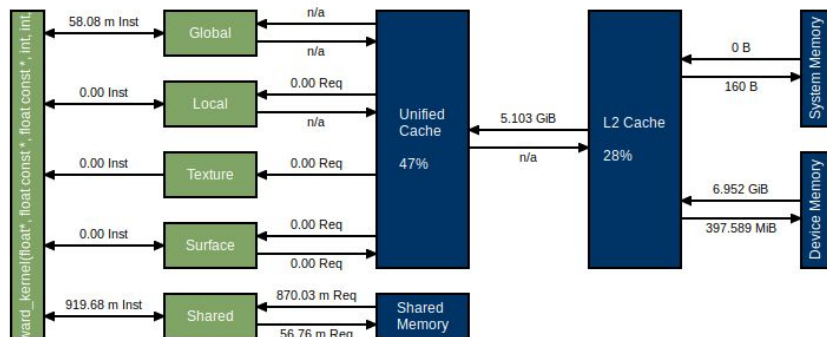 ward_kernel(float*, float const *, float const *, int, int,
58.08 m Inst
Global
n/a
n/a
0.00 Inst
Local
0.00 Req
n/a
0.00 Inst
Texture
0.00 Req
0.00 Inst
Surface
0.00 Req
0.00 Req
919.68 m Inst
Shared
870.03 m Req
56.76 m Req
Unified
Cache
47%
Shared
Memory
5.103 GiB
n/a
L2 Cache
28%
0 B
160 B
System Memory
6.952 GiB
397.589 MiB
Device Memory